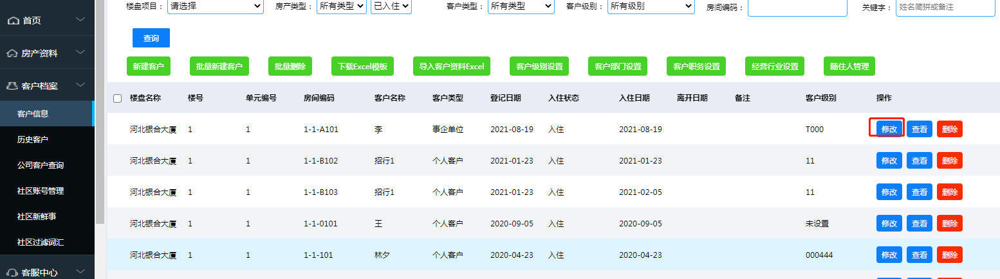 首页
房产资料
客户档案
客户信息
历史客户
公司客户查询
社区账号管理
社区新鲜事
社区过滤词汇
客服中心
楼盘项目： 请选择 房产类型： 所有类型 已入住 客户类型： 所有类型 客户级别： 所有级别 房间编码： 关键字： 姓名简拼或备注
查询
新建客户 批量新建客户 批量删除 下载Excel模板 导入客户资料Excel 客户级别设置 客户部门设置 客户职务设置 经营行业设置 随住人管理
楼盘名称 楼号 单元编号 房间编码 客户名称 客户类型 登记日期 入住状态 入住日期 离开日期 备注 客户级别 操作
河北银合大厦 1 1 1-1-A101 李 事企单位 2021-08-19 入住 2021-08-19 T000 修改 查看 删除
河北银合大厦 1 1 1-1-B102 招行1 个人客户 2021-01-23 入住 2021-01-23 11 修改 查看 删除
河北银合大厦 1 1 1-1-B103 招行1 个人客户 2021-01-23 入住 2021-02-05 11 修改 查看 删除
河北银合大厦 1 1 1-1-0101 王 个人客户 2020-09-05 入住 2020-09-05 未设置 修改 查看 删除
河北银合大厦 1 1 1-1-101 林夕 个人客户 2020-04-23 入住 2020-04-23 000444 修改 查看 删除